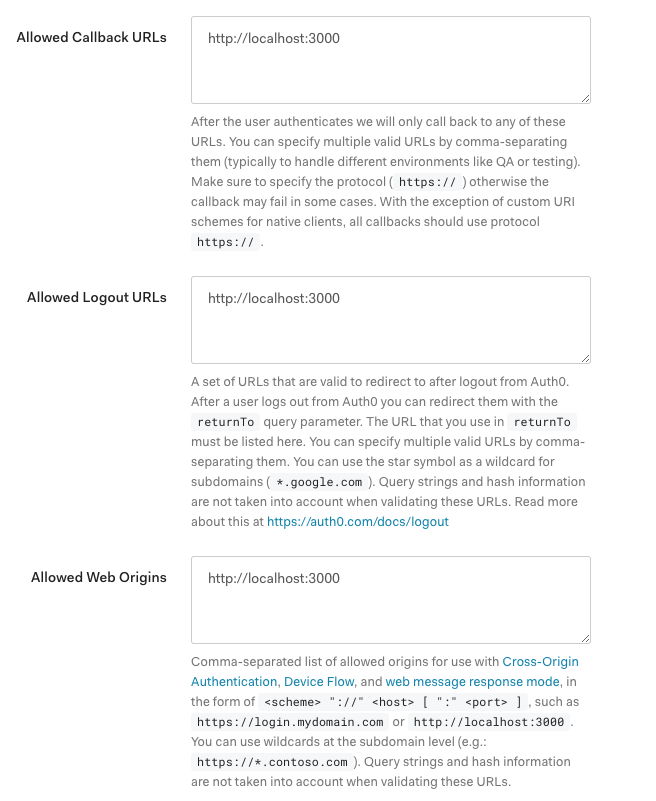 Allowed Callback URLs
http://localhost:3000
After the user authenticates we will only call back to any of these
URLs. You can specify multiple valid URLs by comma-separating
them (typically to handle different environments like QA or testing).
Make sure to specify the protocol ( https:// ) otherwise the
callback may fail in some cases. With the exception of custom URI
schemes for native clients, all callbacks should use protocol
https:// .
Allowed Logout URLs
http://localhost:3000
A set of URLs that are valid to redirect to after logout from Auth0.
After a user logs out from Auth0 you can redirect them with the
returnTo query parameter. The URL that you use in returnTo
must be listed here. You can specify multiple valid URLs by comma-
separating them. You can use the star symbol as a wildcard for
subdomains ( *.google.com ). Query strings and hash information
are not taken into account when validating these URLs. Read more
about this at https://auth0.com/docs/logout
Allowed Web Origins
http://localhost:3000
Comma-separated list of allowed origins for use with Cross-Origin
Authentication, Device Flow, and web message response mode, in
the form of <scheme> "://" <host> [ ":" <port> ] , such as
https://login.mydomain.com or http://localhost:3000 .
You can use wildcards at the subdomain level (e.g.:
https://*.contoso.com ). Query strings and hash information
are not taken into account when validating these URLs.